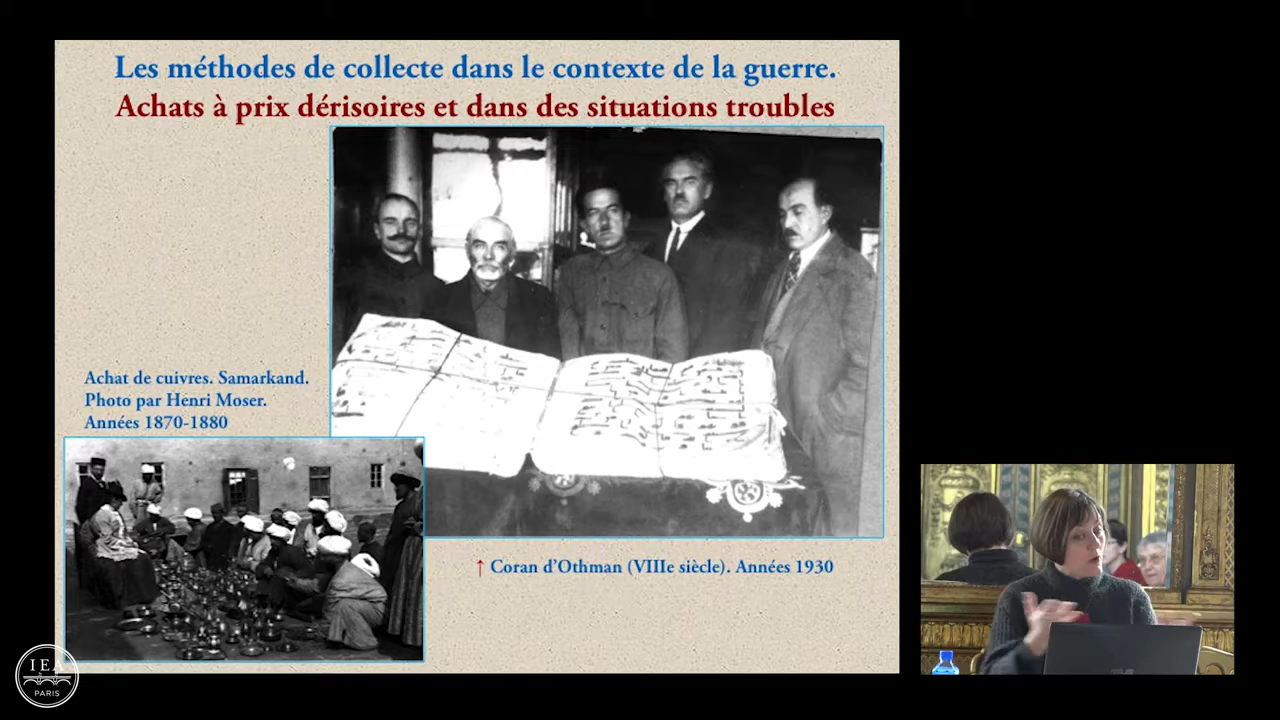 Les méthodes de collecte dans le contexte de la guerre.
Achats à prix dérisoires et dans des situations troubles
Achat de cuivres. Samarkand.
Photo par Henri Moser.
Années 1870-1880
↑ Coran d'Othman (VIIIe siècle). Années 1930
IEA
PARIS